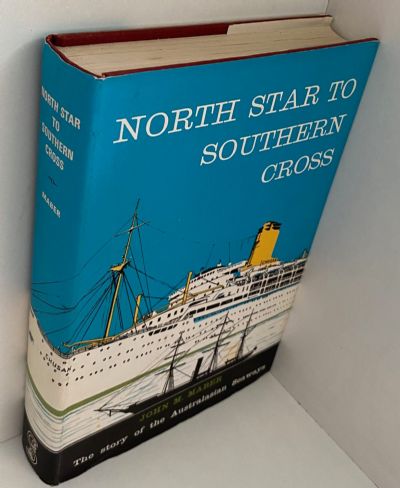 NORTH STAR TO
SOUTHERN
CROSS
JOHN M. MABER
The story of the Australasian Seaways
NORTH STAR
TO
SOUTHERN
CROSS
MABER
CHUSAN